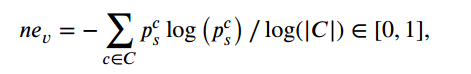 ne_v = − ∑_{c∈C} p_s^c log (p_s^c) / log(|C|) ∈ [0, 1],